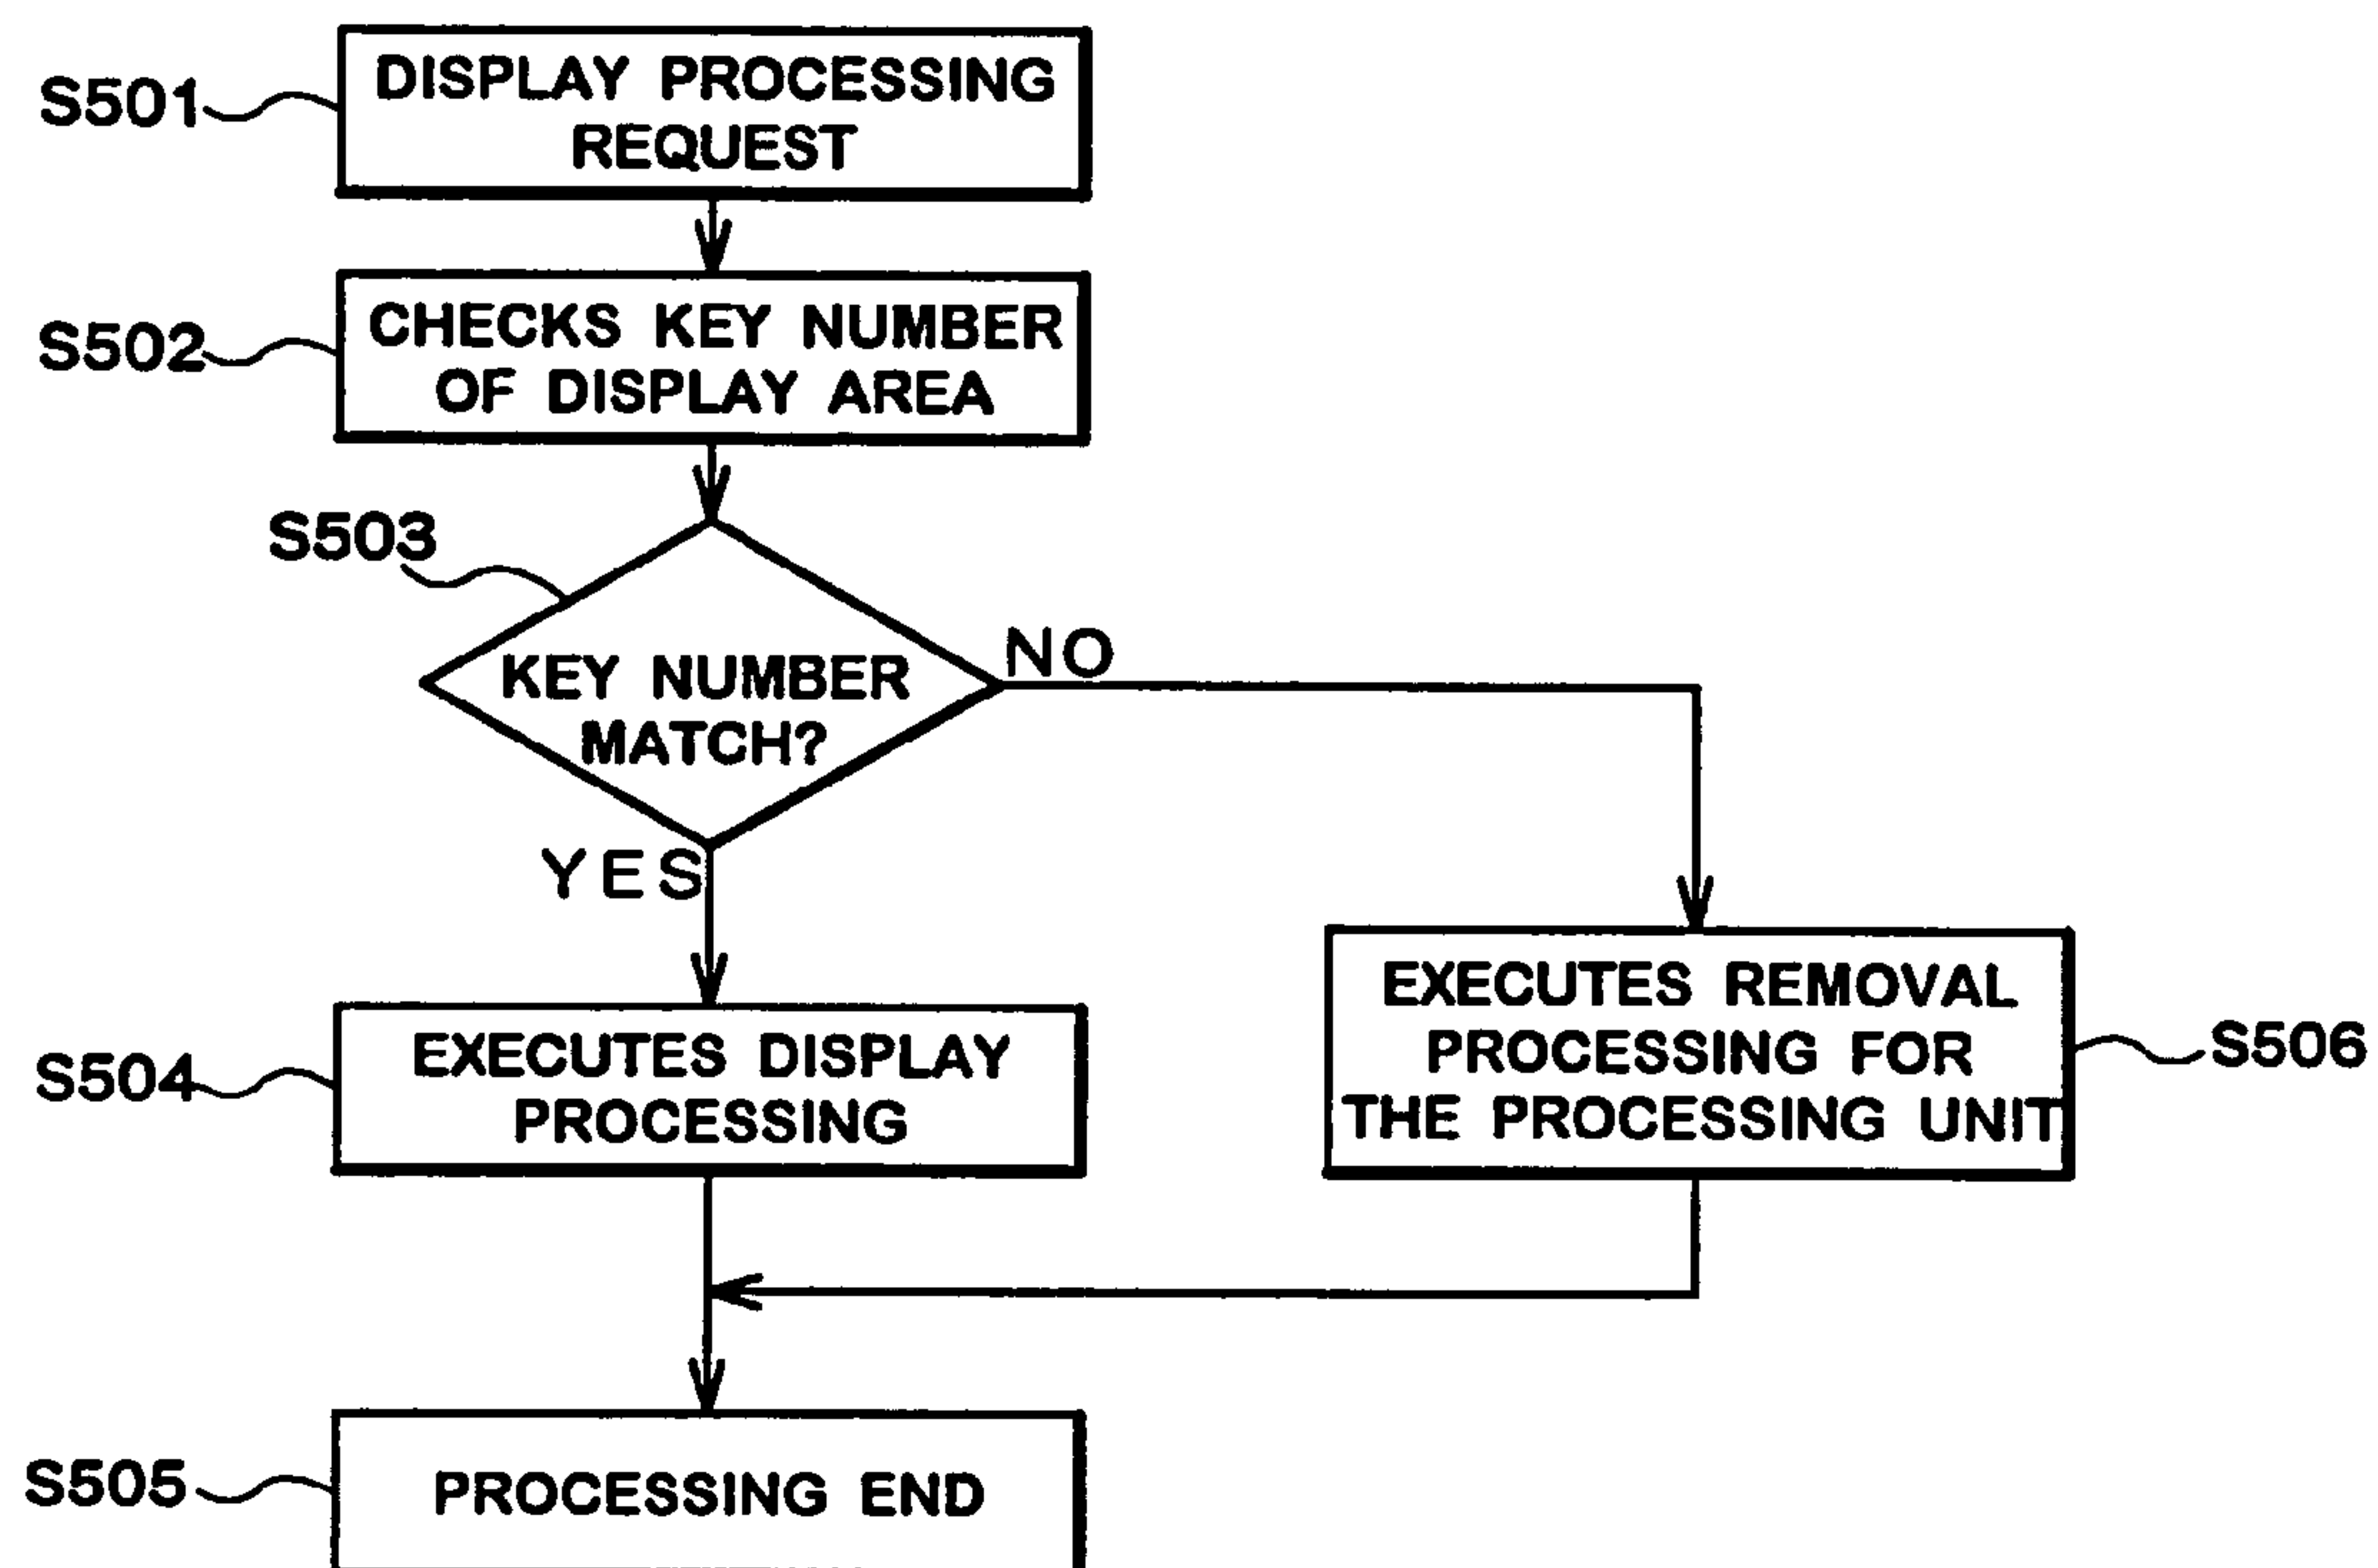 S501
DISPLAY PROCESSING
REQUEST
S502
CHECKS KEY NUMBER
OF DISPLAY AREA
S503
KEY NUMBER
MATCH?
NO
YES
S504
EXECUTES DISPLAY
PROCESSING
EXECUTES REMOVAL
PROCESSING FOR
THE PROCESSING UNIT
S506
S505
PROCESSING END